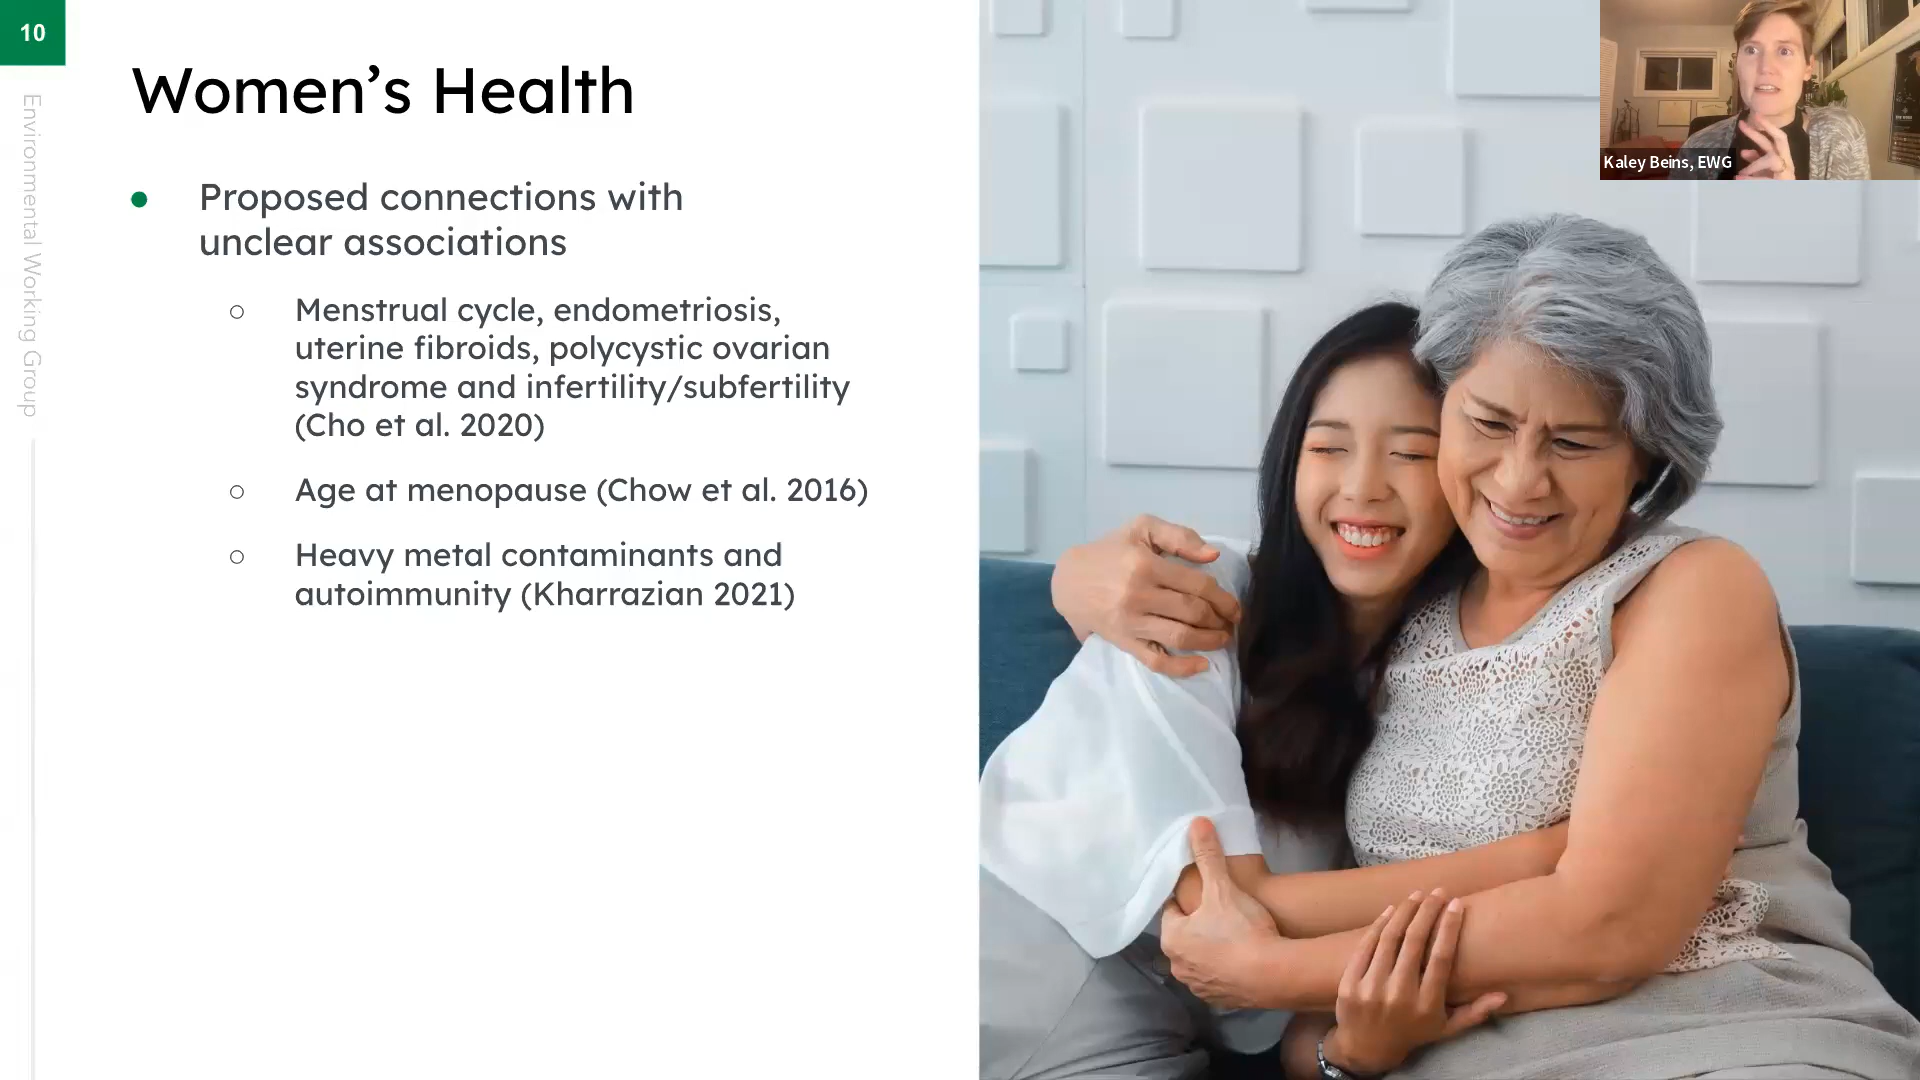 10
Environmental Working Group
Women’s Health
● Proposed connections with
unclear associations
○ Menstrual cycle, endometriosis,
uterine fibroids, polycystic ovarian
syndrome and infertility/subfertility
(Cho et al. 2020)
○ Age at menopause (Chow et al. 2016)
○ Heavy metal contaminants and
autoimmunity (Kharrazian 2021)
Kaley Beins, EWG